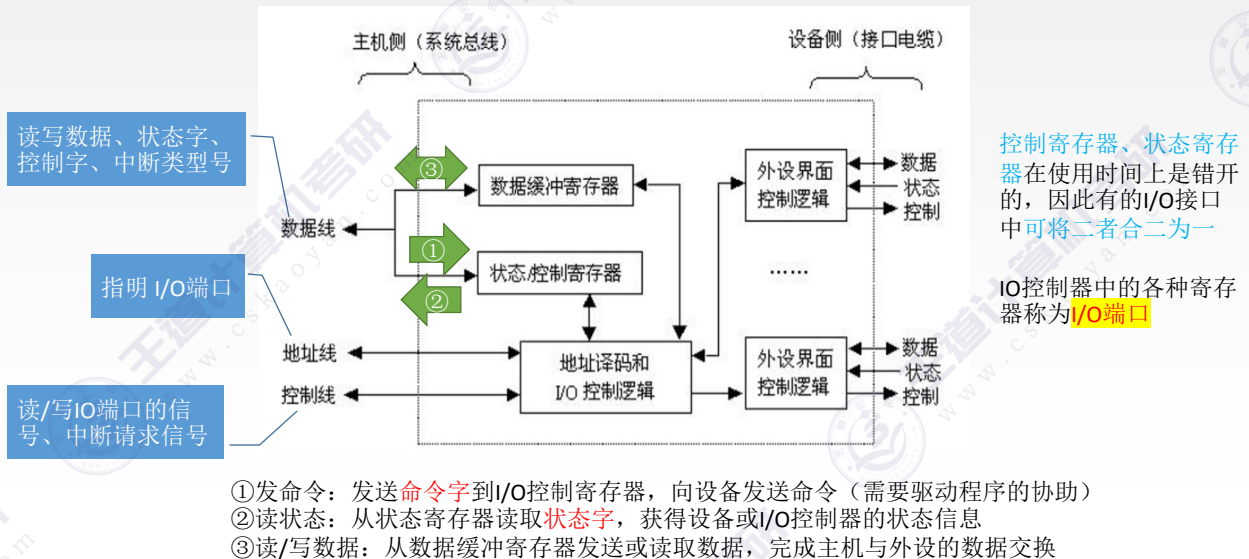 主机侧（系统总线）
设备侧（接口电缆）
读写数据、状态字、
控制字、中断类型号
指明 I/O端口
读/写IO端口的信
号、中断请求信号
数据线
地址线
控制线
③
①
②
数据缓冲寄存器
状态/控制寄存器
地址译码和
I/O 控制逻辑
外设界面
控制逻辑
数据
状态
控制
……
外设界面
控制逻辑
数据
状态
控制
控制寄存器、状态寄存
器在使用时间上是错开
的，因此有的I/O接口
中可将二者合二为一
IO控制器中的各种寄存
器称为I/O端口
①发命令：发送命令字到I/O控制寄存器，向设备发送命令（需要驱动程序的协助）
②读状态：从状态寄存器读取状态字，获得设备或I/O控制器的状态信息
③读/写数据：从数据缓冲寄存器发送或读取数据，完成主机与外设的数据交换
王道计算机考研
www.cskaoyan.com